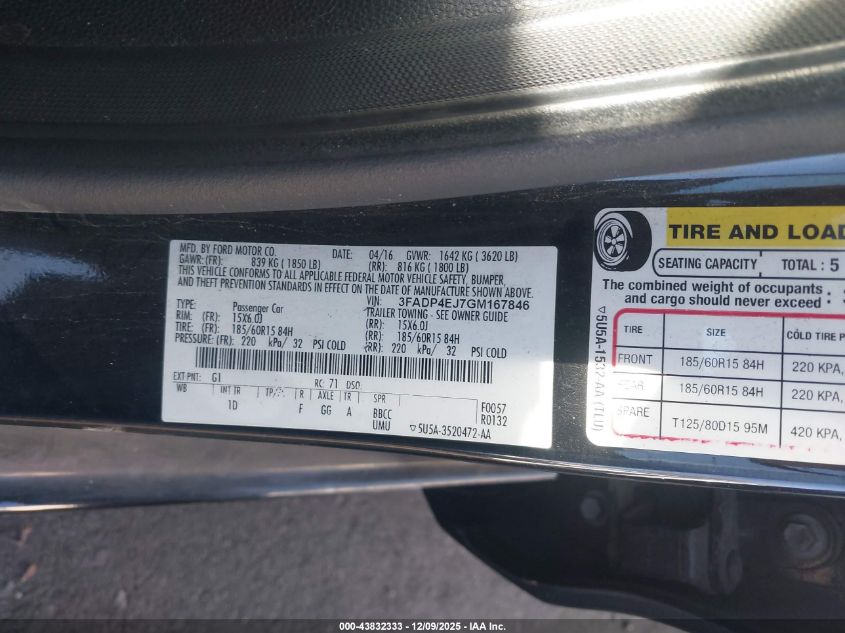 MFD. BY FORD MOTOR CO. DATE: 04/16 GVWR: 1642 KG ( 3620 LB)
GAWR: (FR): 839 KG ( 1850 LB) (RR): 816 KG ( 1800 LB)
THIS VEHICLE CONFORMS TO ALL APPLICABLE FEDERAL MOTOR VEHICLE SAFETY, BUMPER,
AND THEFT PREVENTION STANDARDS IN EFFECT ON THE DATE OF MANUFACTURE SHOWN ABOVE.
VIN: 3FADP4EJ7GM167846
TYPE: Passenger Car TRAILER TOWING - SEE OWNER GUIDE
RIM: (FR): 15X6.0J (RR): 15X6.0J
TIRE: (FR): 185/60R15 84H (RR): 185/60R15 84H
PRESSURE: (FR): 220 kPa/ 32 PSI COLD (RR): 220 kPa/ 32 PSI COLD
EXT PNT: G1 RC: 71 DSO:
WB INT TR TP/PS R AXLE TR SPR
1D F GG A BBCC F0057
UMU R0132
▽5U5A-3520472-AA
TIRE AND LOAD
SEATING CAPACITY TOTAL : 5
The combined weight of occupants
and cargo should never exceed :
TIRE SIZE COLD TIRE P
FRONT 185/60R15 84H 220 KPA,
REAR 185/60R15 84H 220 KPA,
SPARE T125/80D15 95M 420 KPA,
▽5U5A-1532-AA (TLU)
000-43832333 - 12/09/2025 - IAA Inc.